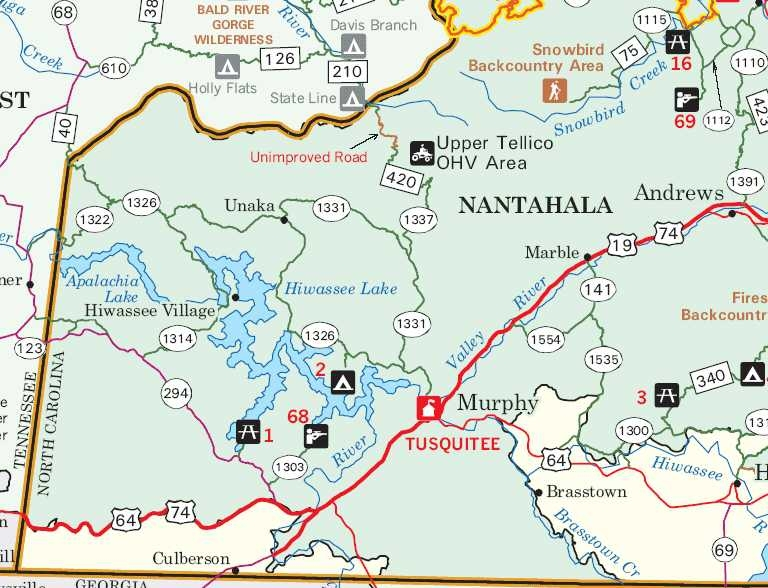 68
38
BALD RIVER
GORGE
WILDERNESS
River
Davis Branch
1115
Creek
610
126
210
Holly Flats
State Line
Snowbird
Backcountry Area
75
16
1110
Snowbird Creek
69
1112
423
ST
40
Unimproved Road
Upper Tellico
OHV Area
420
NANTAHALA
1391
Andrews
1322
1326
Unaka
1331
1337
19
74
Marble
Apalachia
Lake
Hiwassee Village
Hiwassee Lake
141
River
Valley
Fires
Backcountr
ner
1314
1326
1331
1554
123
1535
294
2
340
3
Murphy
68
1
TUSQUITEE
1300
131
TENNESSEE
NORTH CAROLINA
River
1303
64
Hiwassee
H
Brasstown
64
74
Brasstown Cr
R
69
Culberson
GEORGIA